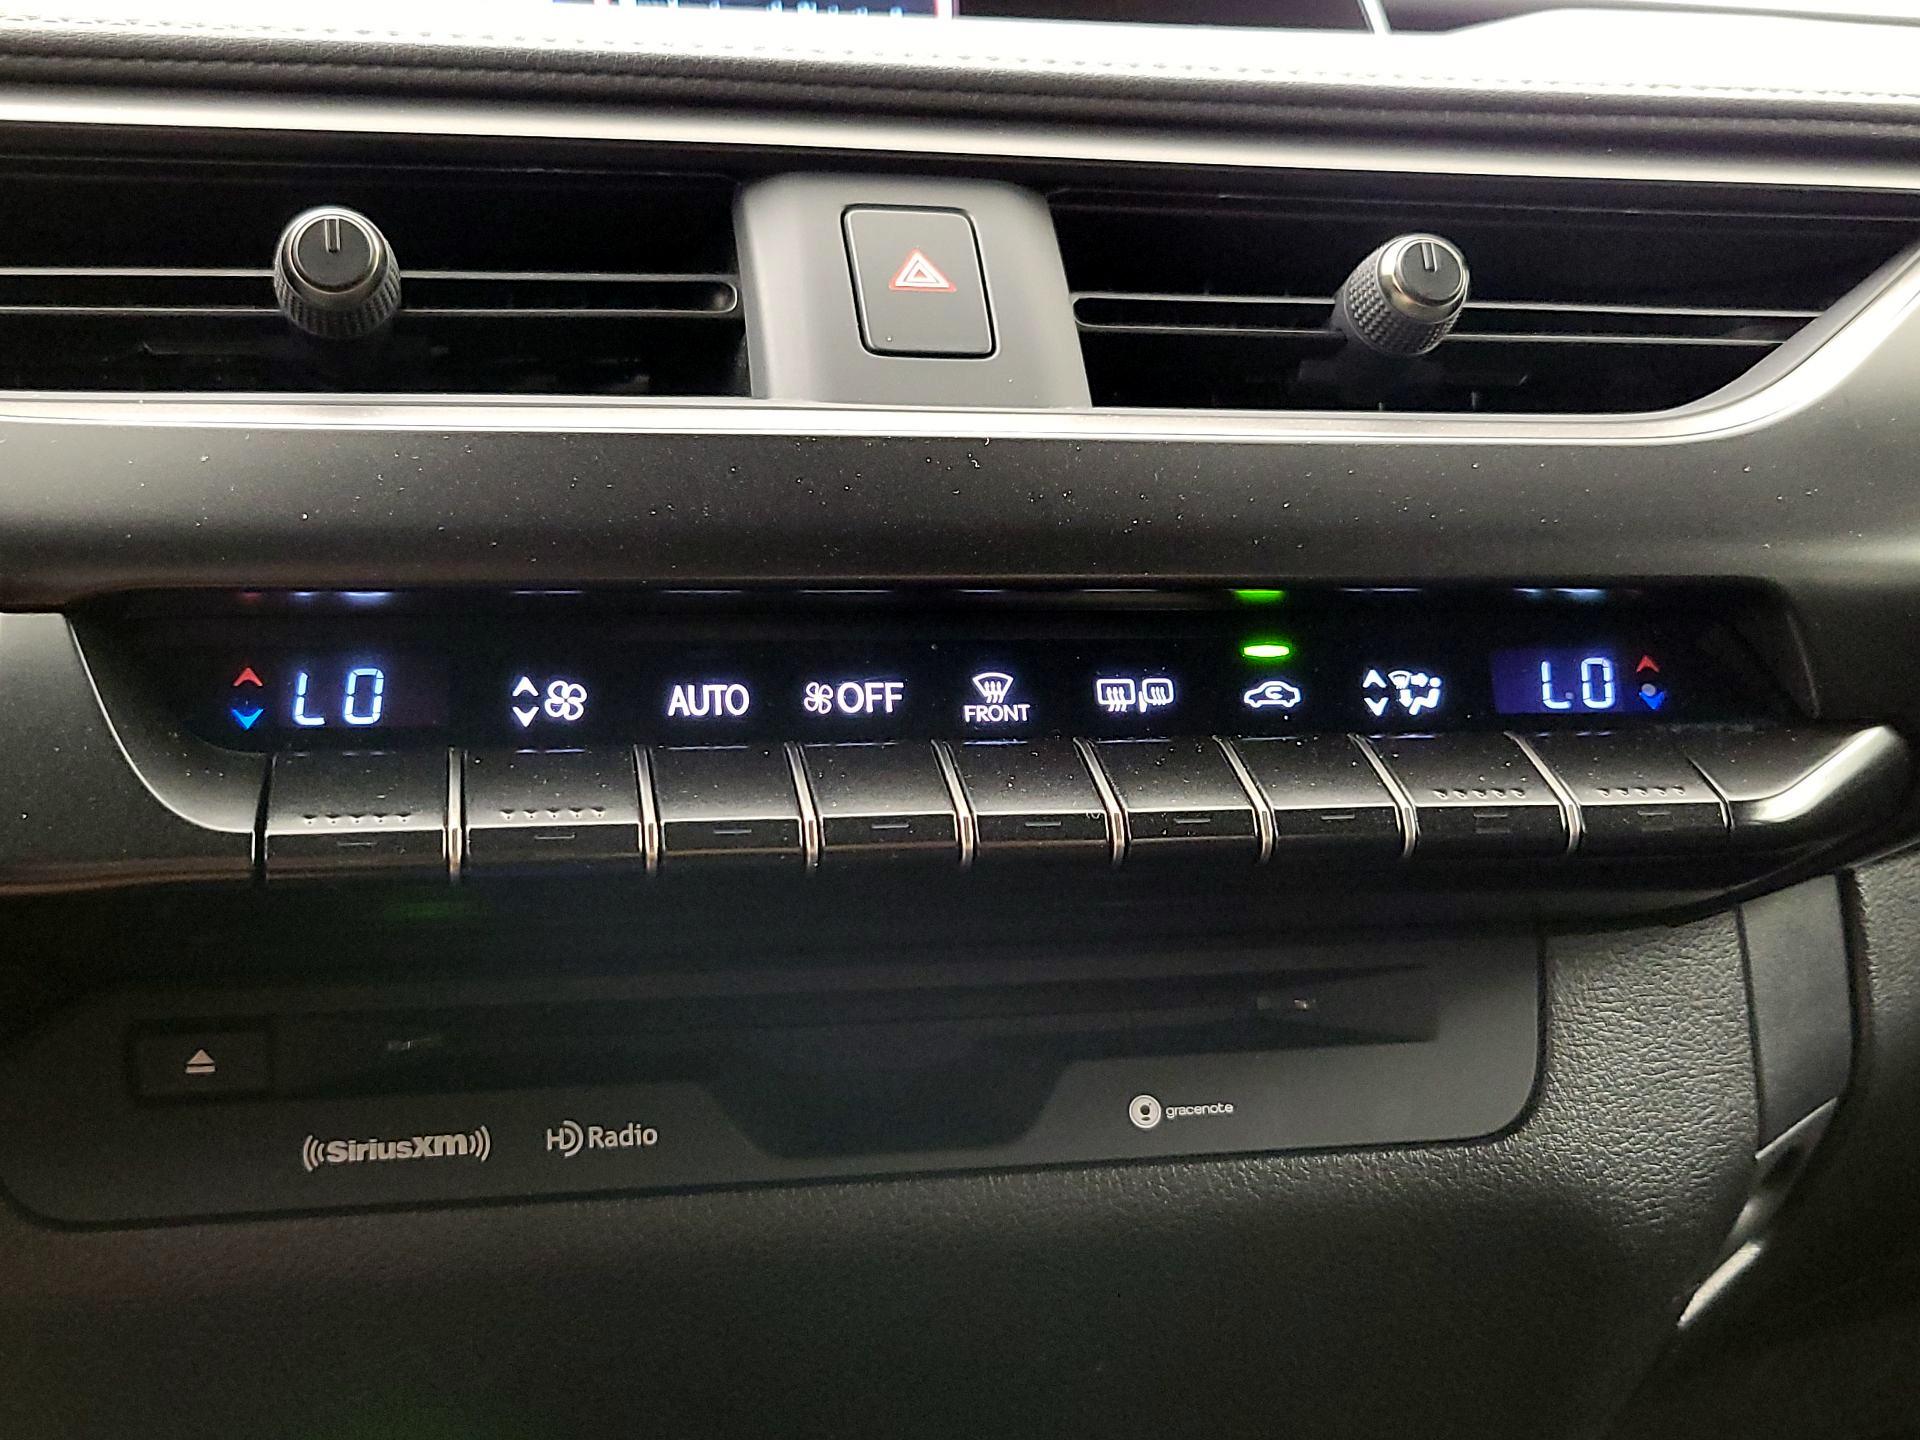 LO
AUTO
OFF
FRONT
LO
SiriusXM
HD Radio
gracenote